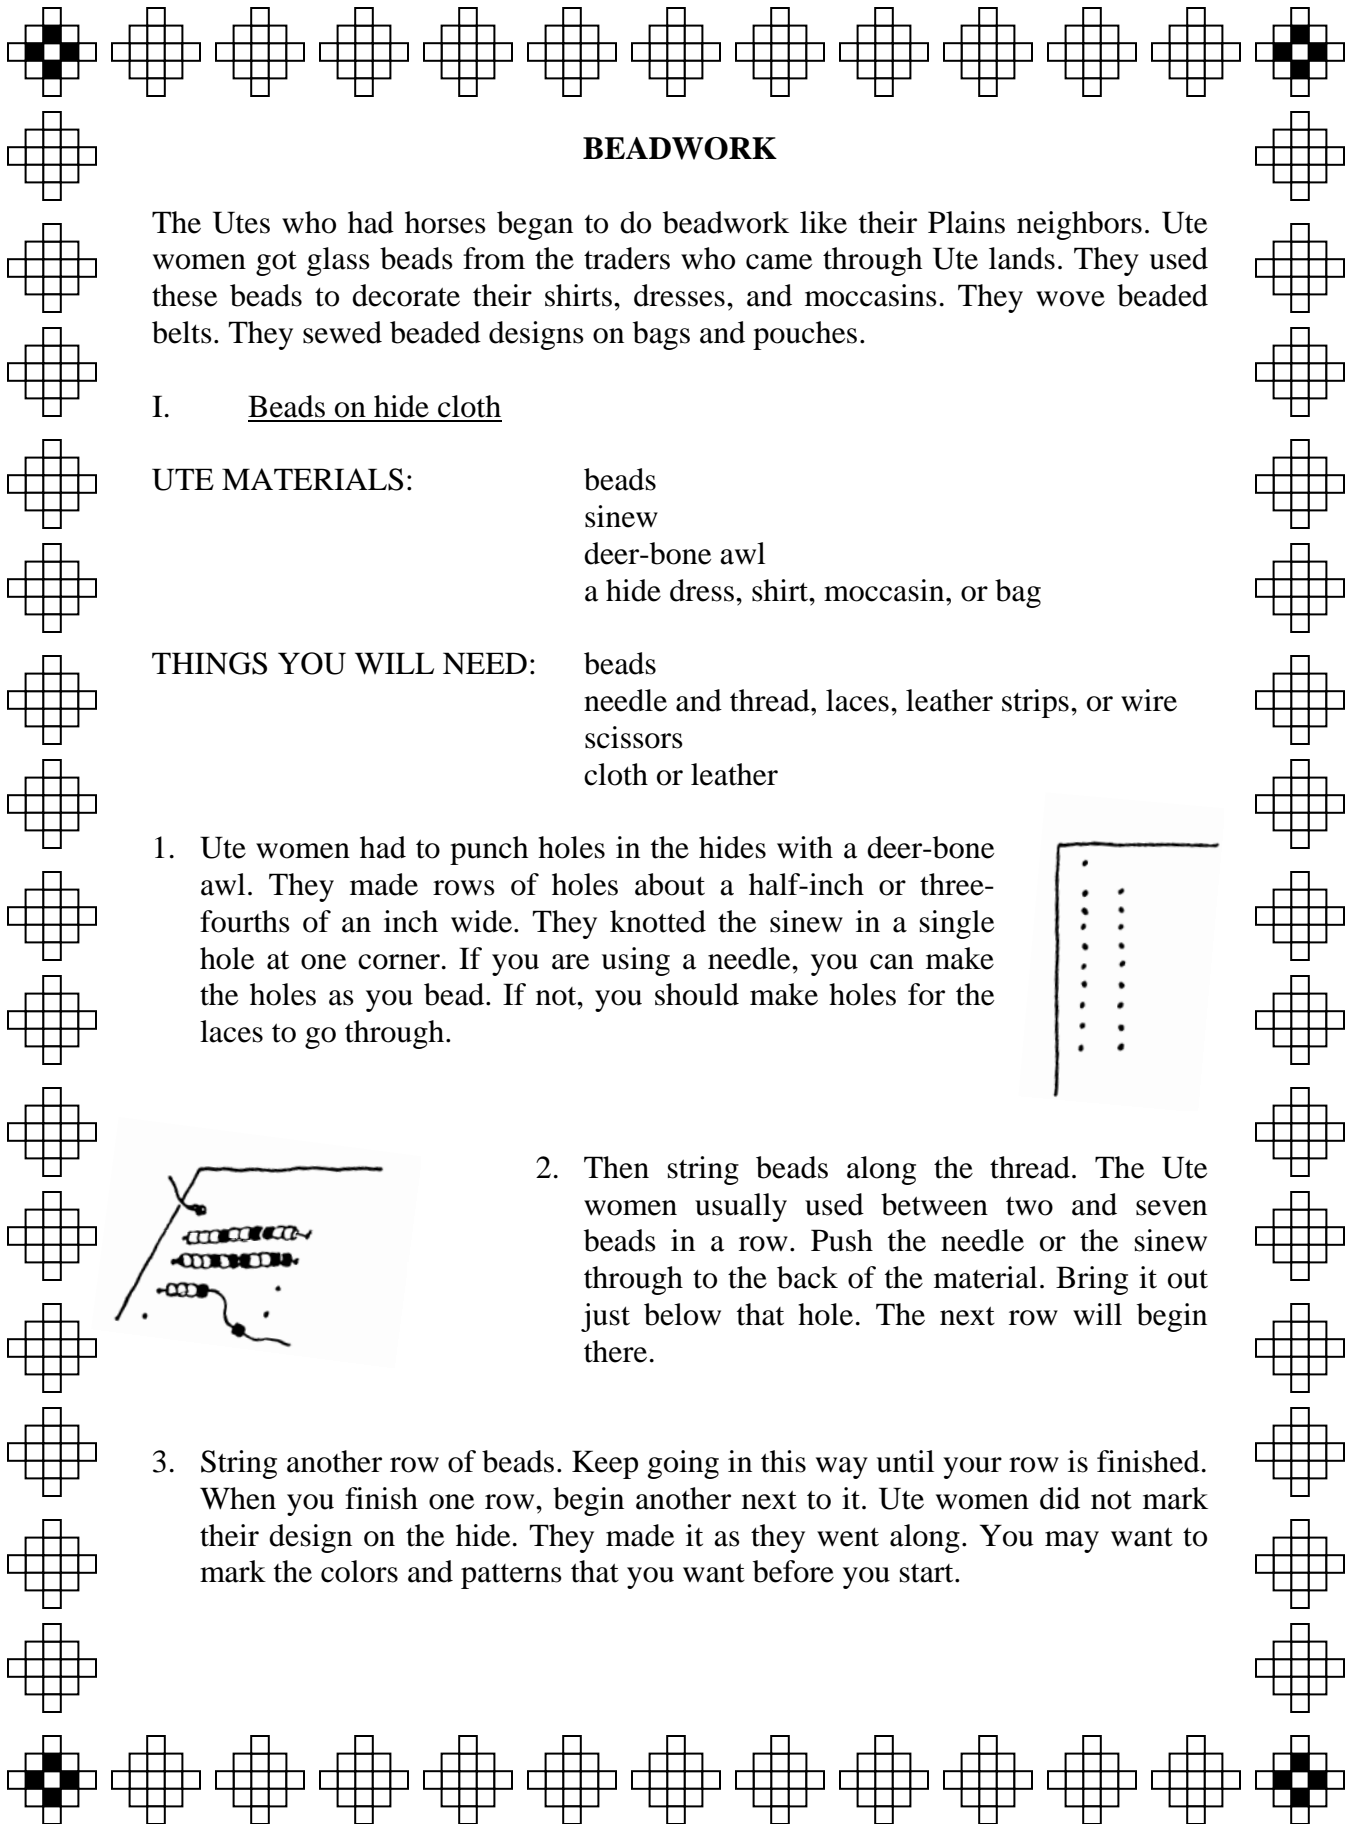 BEADWORK
The Utes who had horses began to do beadwork like their Plains neighbors. Ute
women got glass beads from the traders who came through Ute lands. They used
these beads to decorate their shirts, dresses, and moccasins. They wove beaded
belts. They sewed beaded designs on bags and pouches.
I. Beads on hide cloth
UTE MATERIALS: beads
sinew
deer-bone awl
a hide dress, shirt, moccasin, or bag
THINGS YOU WILL NEED: beads
needle and thread, laces, leather strips, or wire
scissors
cloth or leather
1. Ute women had to punch holes in the hides with a deer-bone
awl. They made rows of holes about a half-inch or three-
fourths of an inch wide. They knotted the sinew in a single
hole at one corner. If you are using a needle, you can make
the holes as you bead. If not, you should make holes for the
laces to go through.
2. Then string beads along the thread. The Ute
women usually used between two and seven
beads in a row. Push the needle or the sinew
through to the back of the material. Bring it out
just below that hole. The next row will begin
there.
3. String another row of beads. Keep going in this way until your row is finished.
When you finish one row, begin another next to it. Ute women did not mark
their design on the hide. They made it as they went along. You may want to
mark the colors and patterns that you want before you start.